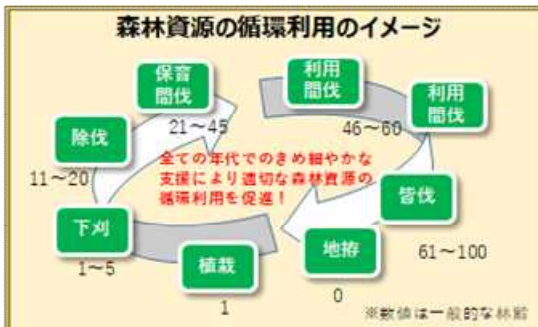 森林資源の循環利用のイメージ
保育
間伐
利用
間伐
利用
間伐
21～45
46～60
除伐
11～20
全ての年代でのきめ細やかな
支援により適切な森林資源の
循環利用を促進！
皆伐
下刈
1～5
植栽
1
地拵
0
61～100
※数値は一般的な林齢